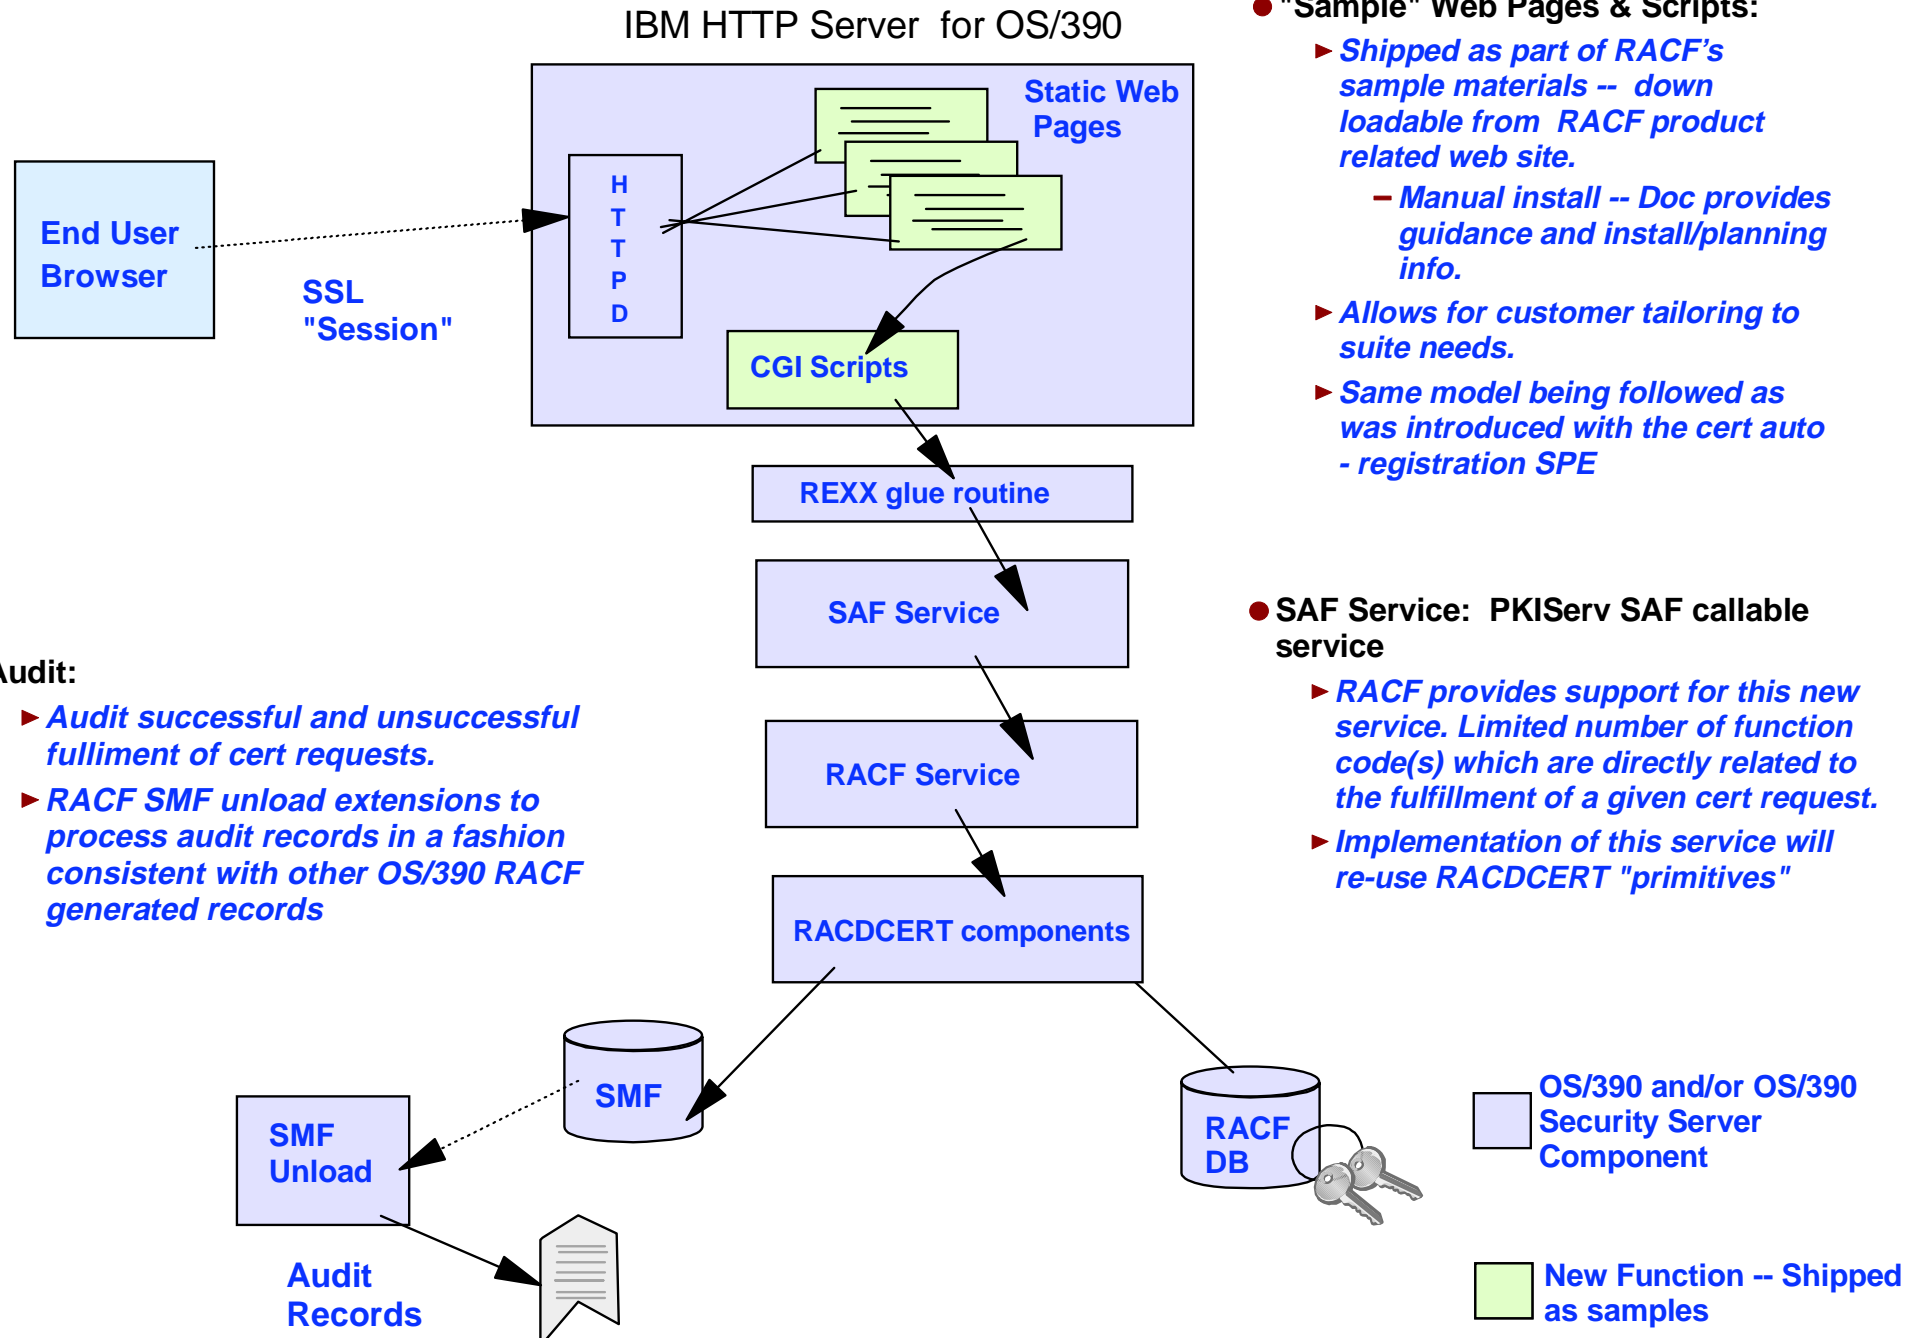 IBM HTTP Server for OS/390
Static Web
Pages
H
T
T
P
D
End User
Browser
SSL
"Session"
CGI Scripts
REXX glue routine
SAF Service
RACF Service
RACDCERT components
SMF
SMF
Unload
Audit
Records
RACF
DB
"Sample" Web Pages & Scripts:
Shipped as part of RACF's
sample materials -- down
loadable from RACF product
related web site.
– Manual install -- Doc provides
guidance and install/planning
info.
Allows for customer tailoring to
suite needs.
Same model being followed as
was introduced with the cert auto
- registration SPE
SAF Service: PKIServ SAF callable
service
RACF provides support for this new
service. Limited number of function
code(s) which are directly related to
the fulfillment of a given cert request.
Implementation of this service will
re-use RACDCERT "primitives"
Audit:
Audit successful and unsuccessful
fulliment of cert requests.
RACF SMF unload extensions to
process audit records in a fashion
consistent with other OS/390 RACF
generated records
OS/390 and/or OS/390
Security Server
Component
New Function -- Shipped
as samples